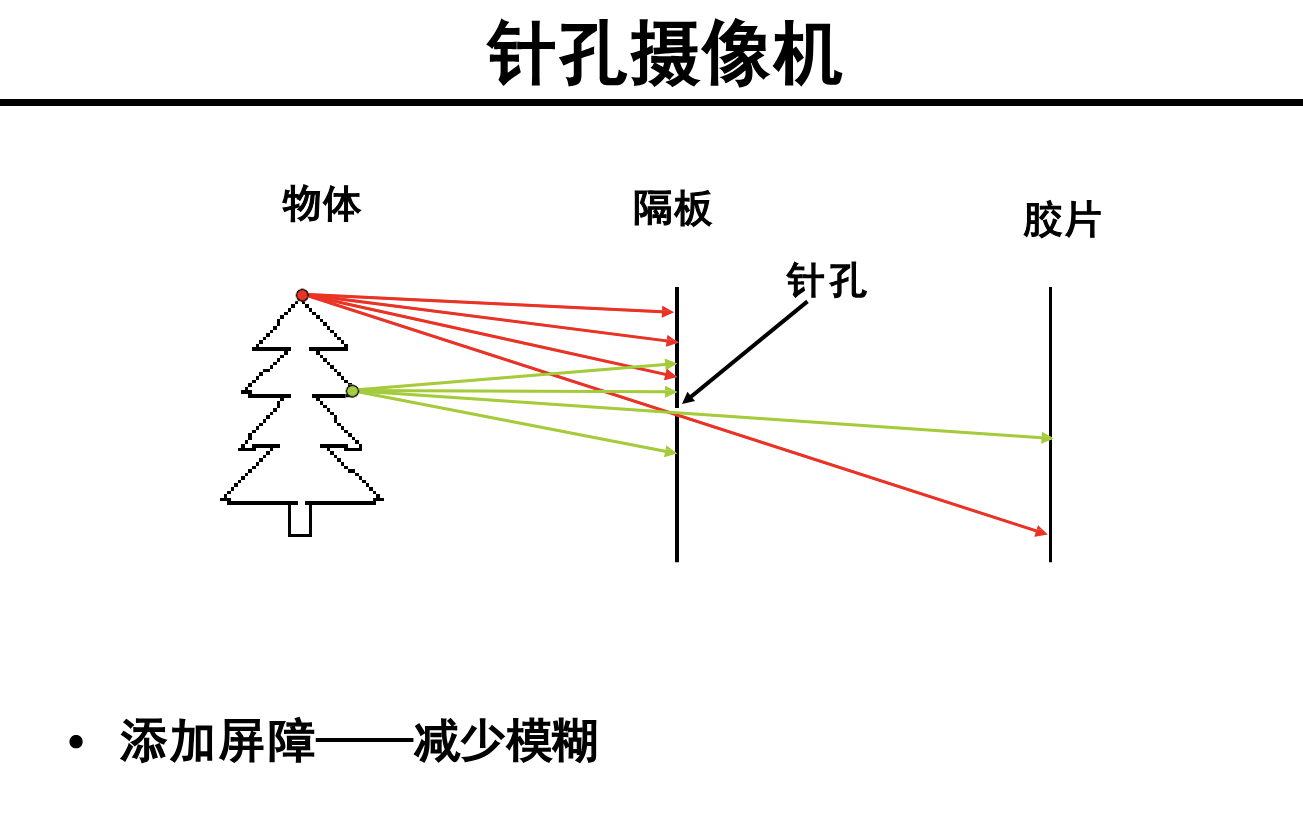 针孔摄像机
物体
隔板
胶片
针孔
• 添加屏障——减少模糊